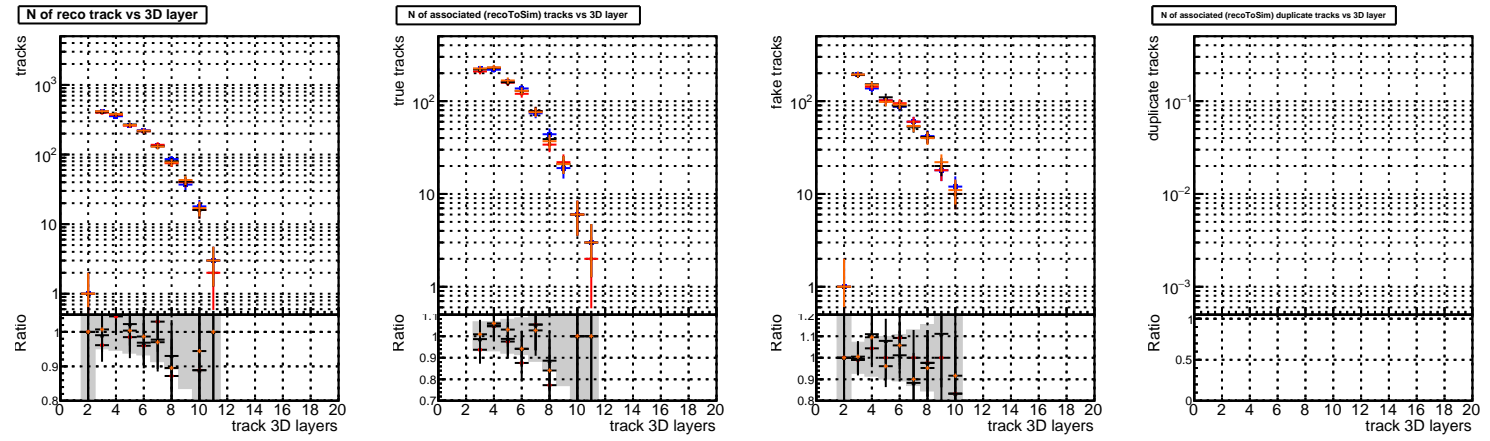 N of reco track vs 3D layer
tracks
10³
10²
10
1
Ratio
1
0.9
0.8
0 2 4 6 8 10 12 14 16 18 20
track 3D layers
N of associated (recoToSim) tracks vs 3D layer
true tracks
10²
10
1
Ratio
1.1
1
0.9
0.8
0.7
0 2 4 6 8 10 12 14 16 18 20
track 3D layers
fake tracks
10²
10
1
Ratio
1.2
1.1
1.0
0.9
0.8
0 2 4 6 8 10 12 14 16 18 20
track 3D layers
N of associated (recoToSim) duplicate tracks vs 3D layer
duplicate tracks
10⁻¹
10⁻²
10⁻³
Ratio
1
0.5
0
0 2 4 6 8 10 12 14 16 18 20
track 3D layers